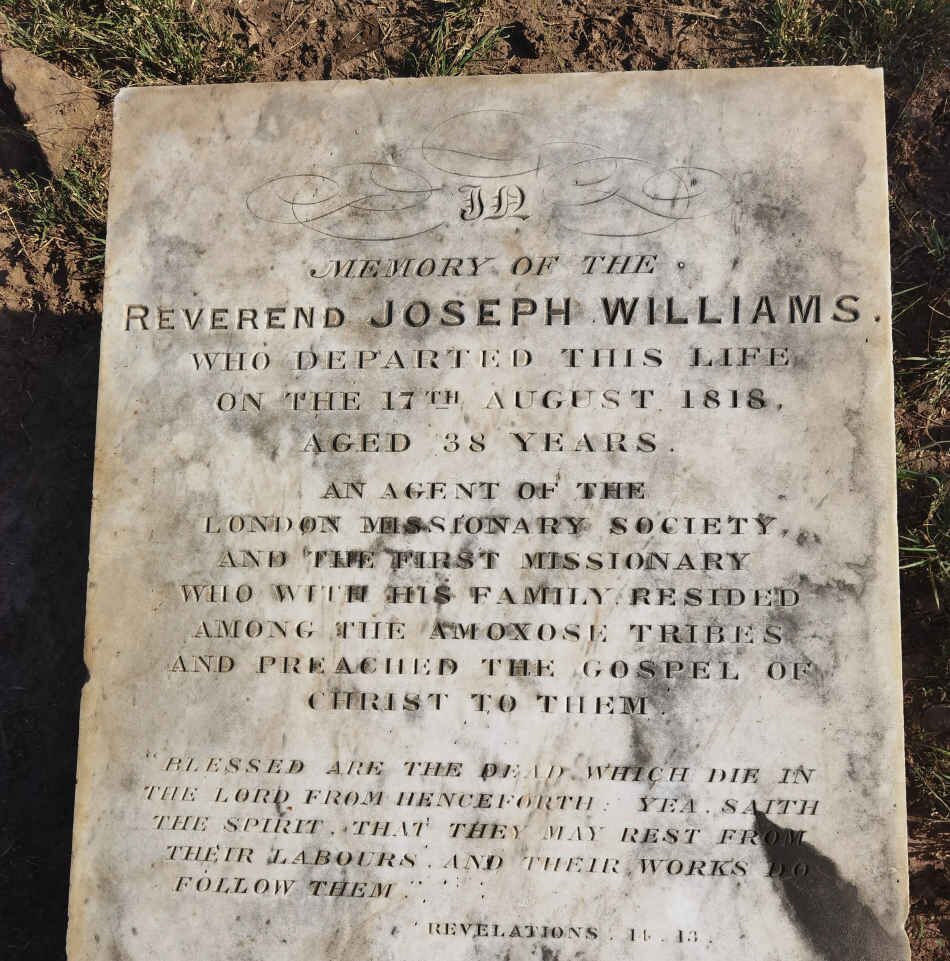 IN
MEMORY OF THE
REVEREND JOSEPH WILLIAMS.
WHO DEPARTED THIS LIFE
ON THE 17TH AUGUST 1818,
AGED 38 YEARS.
AN AGENT OF THE
LONDON MISSIONARY SOCIETY,
AND THE FIRST MISSIONARY
WHO WITH HIS FAMILY RESIDED
AMONG THE AMOXOSE TRIBES
AND PREACHED THE GOSPEL OF
CHRIST TO THEM.
"BLESSED ARE THE DEAD WHICH DIE IN
THE LORD FROM HENCEFORTH: YEA, SAITH
THE SPIRIT, THAT THEY MAY REST FROM
THEIR LABOURS, AND THEIR WORKS DO
FOLLOW THEM."
REVELATIONS. 14. 13.